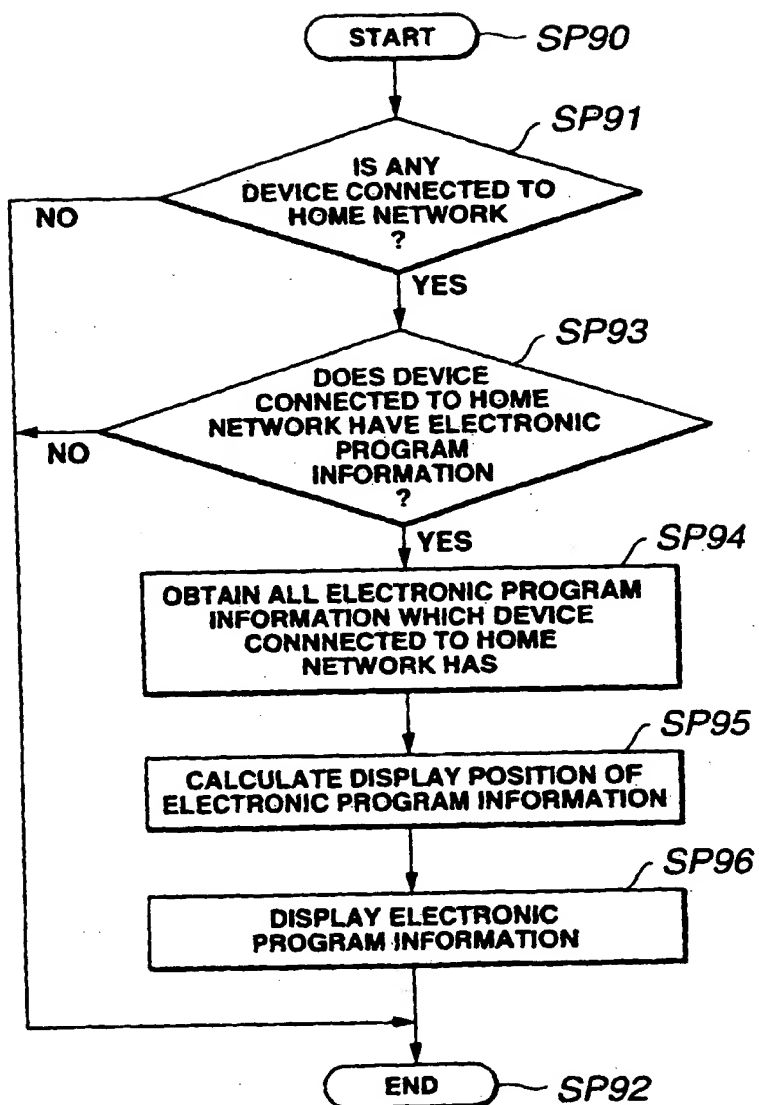 START
SP90
SP91
IS ANY
DEVICE CONNECTED TO
HOME NETWORK
?
NO
YES
SP93
DOES DEVICE
CONNECTED TO HOME
NETWORK HAVE ELECTRONIC
PROGRAM
INFORMATION
?
NO
YES
SP94
OBTAIN ALL ELECTRONIC PROGRAM
INFORMATION WHICH DEVICE
CONNNECTED TO HOME
NETWORK HAS
SP95
CALCULATE DISPLAY POSITION OF
ELECTRONIC PROGRAM INFORMATION
SP96
DISPLAY ELECTRONIC
PROGRAM INFORMATION
END
SP92